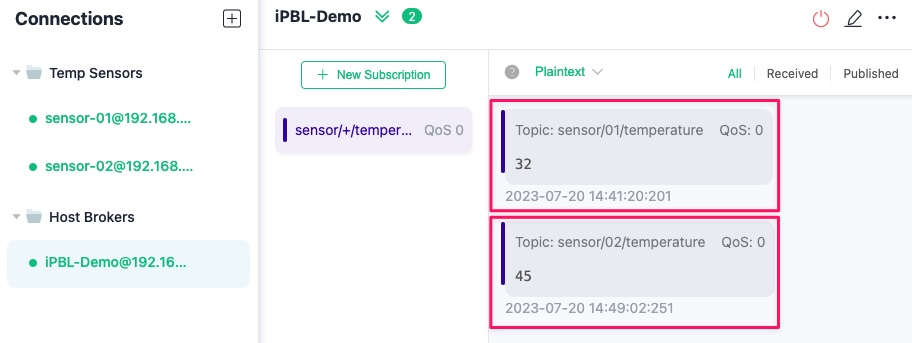 Connections
Temp Sensors
sensor-01@192.168....
sensor-02@192.168....
Host Brokers
iPBL-Demo@192.16...
iPBL-Demo 2
+ New Subscription
sensor/+/temper... QoS 0
? Plaintext All Received Published
Topic: sensor/01/temperature QoS: 0
32
2023-07-20 14:41:20:201
Topic: sensor/02/temperature QoS: 0
45
2023-07-20 14:49:02:251